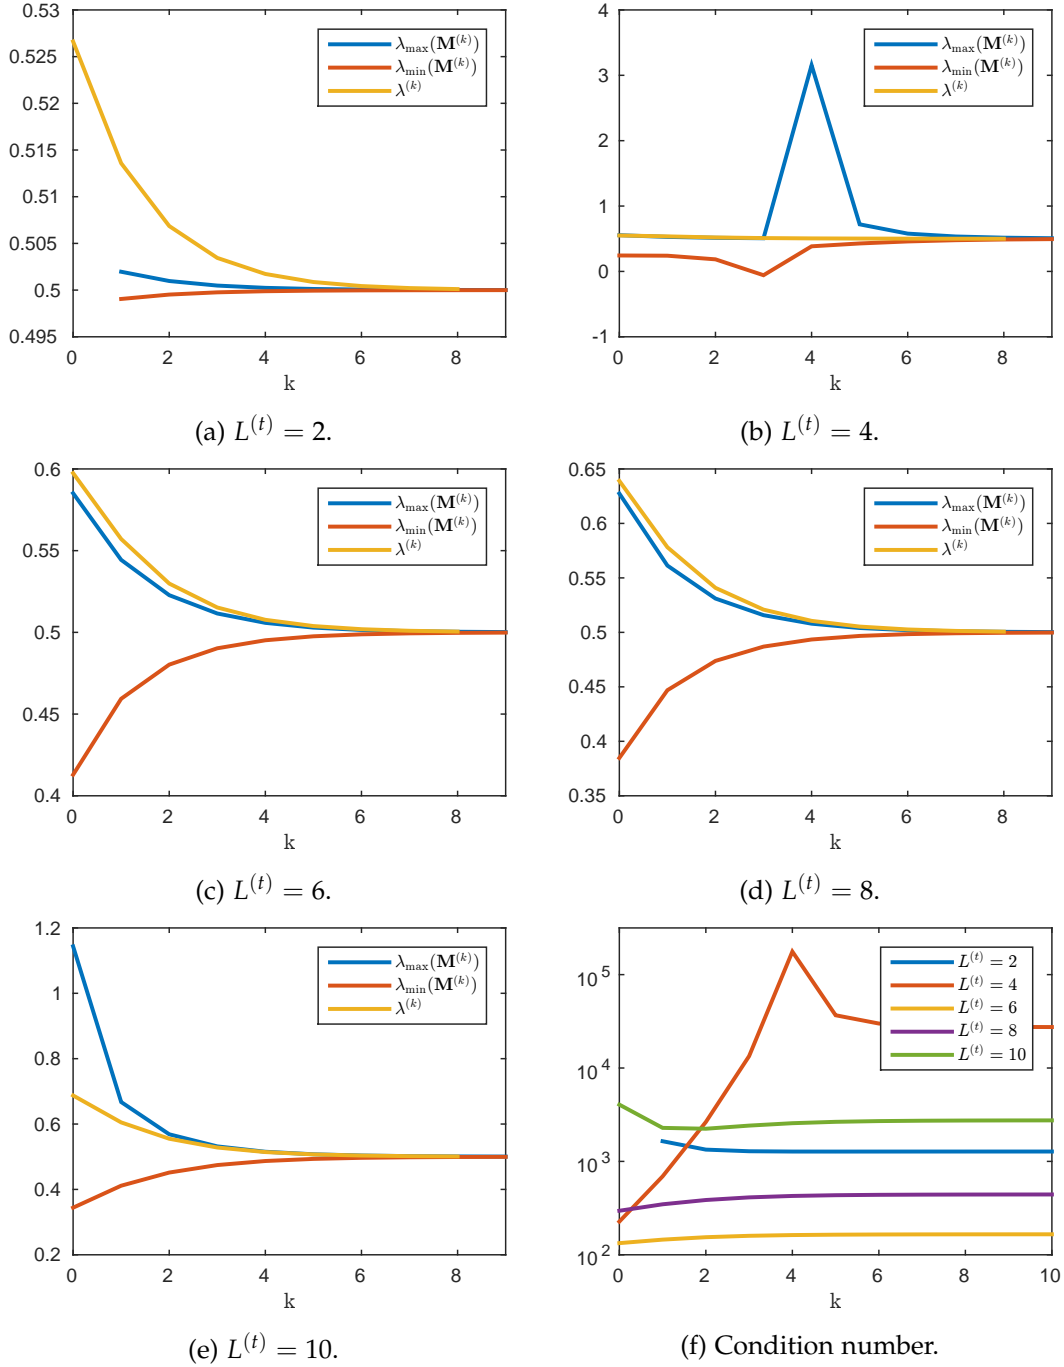 0.53
0.525
0.52
0.515
0.51
0.505
0.5
0.495
0 2 4 6 8
k
λmax(M^(k))
λmin(M^(k))
λ^(k)
(a) L^(t) = 2.
4
3
2
1
0
-1
0 2 4 6 8
k
λmax(M^(k))
λmin(M^(k))
λ^(k)
(b) L^(t) = 4.
0.6
0.55
0.5
0.45
0.4
0 2 4 6 8
k
λmax(M^(k))
λmin(M^(k))
λ^(k)
(c) L^(t) = 6.
0.65
0.6
0.55
0.5
0.45
0.4
0.35
0 2 4 6 8
k
λmax(M^(k))
λmin(M^(k))
λ^(k)
(d) L^(t) = 8.
1.2
1
0.8
0.6
0.4
0.2
0 2 4 6 8
k
λmax(M^(k))
λmin(M^(k))
λ^(k)
(e) L^(t) = 10.
10^5
10^4
10^3
10^2
0 2 4 6 8 10
k
L^(t) = 2
L^(t) = 4
L^(t) = 6
L^(t) = 8
L^(t) = 10
(f) Condition number.